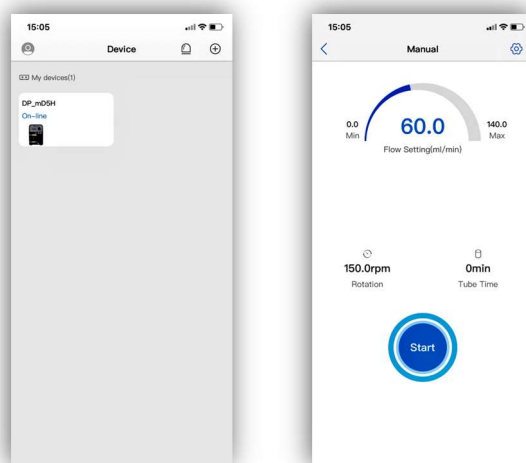 15:05
Device
My devices(1)
DP_mD5H
On-line
15:05
Manual
0.0
Min
60.0
140.0
Max
Flow Setting(ml/min)
150.0rpm
0min
Rotation
Tube Time
Start